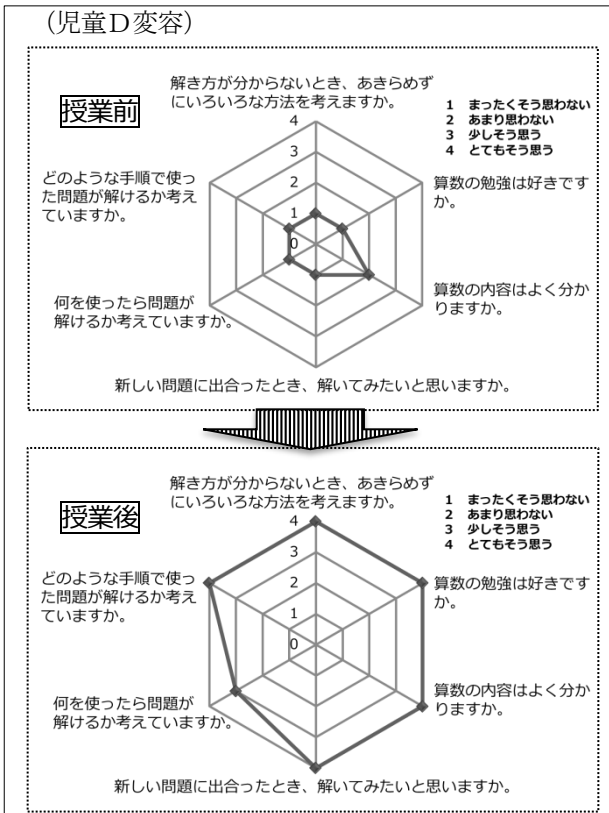 （児童Ｄ変容）
解き方が分からないとき、あきらめず
にいろいろな方法を考えますか。
授業前
1 まったくそう思わない
2 あまり思わない
3 少しそう思う
4 とてもそう思う
4
3
2
1
0
どのような手順で使っ
た問題が解けるか考え
ていますか。
算数の勉強は好きです
か。
何を使ったら問題が
解けるか考えていますか。
算数の内容はよく分か
りますか。
新しい問題に出合ったとき、解いてみたいと思いますか。
解き方が分からないとき、あきらめず
にいろいろな方法を考えますか。
授業後
1 まったくそう思わない
2 あまり思わない
3 少しそう思う
4 とてもそう思う
4
3
2
1
0
どのような手順で使っ
た問題が解けるか考え
ていますか。
算数の勉強は好きです
か。
何を使ったら問題が
解けるか考えていますか。
算数の内容はよく分か
りますか。
新しい問題に出合ったとき、解いてみたいと思いますか。